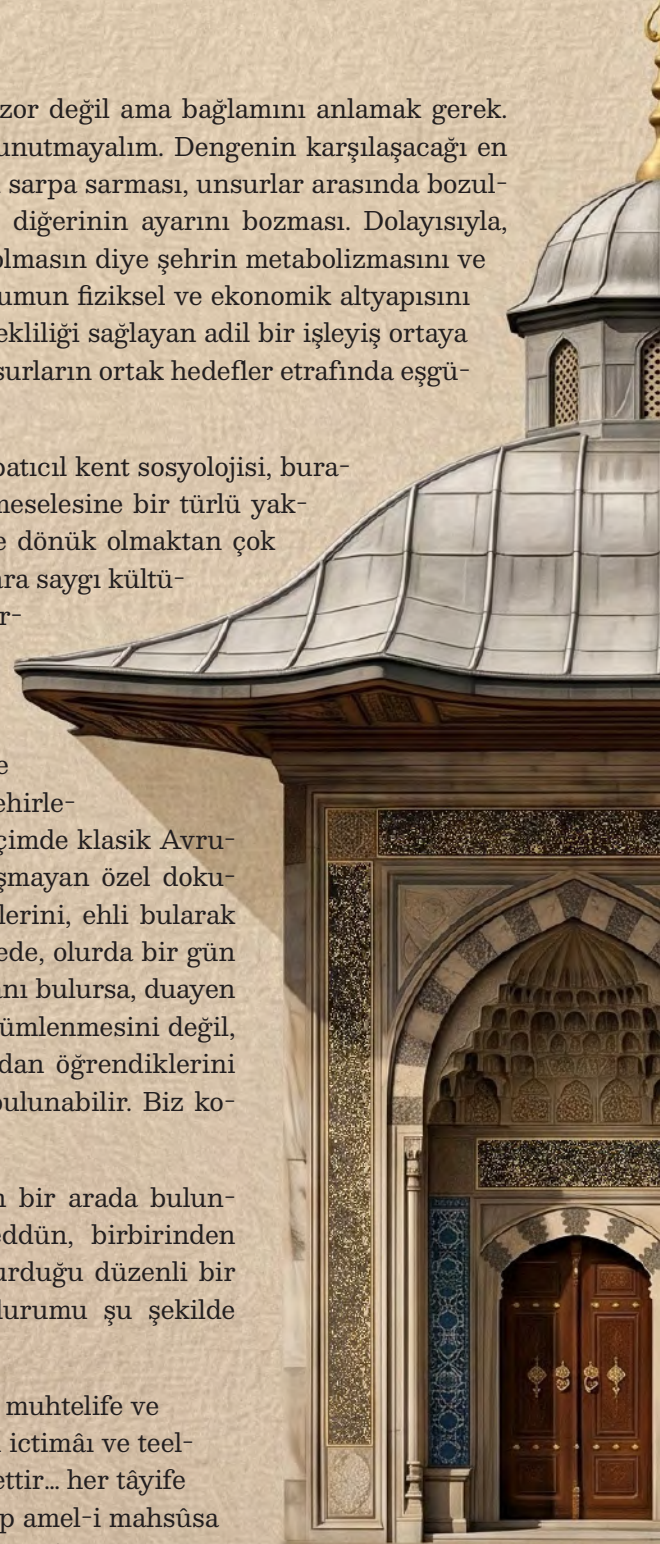 zor değil ama bağlamını anlamak gerek.
unutmayalım. Dengenin karşılaşacağı en
sarpa sarması, unsurlar arasında bozul-
diğerinin ayarını bozması. Dolayısıyla,
olmasın diye şehrin metabolizmasını ve
umun fiziksel ve ekonomik altyapısını
ekliliği sağlayan adil bir işleyiş ortaya
surların ortak hedefler etrafında eşgü-
batıcıl kent sosyolojisi, bura-
meselesine bir türlü yak-
e dönük olmaktan çok
ara saygı kültü-
r-
e
ehirle-
çimde klasik Avru-
şmayan özel doku-
lerini, ehli bularak
ede, olurda bir gün
anı bulursa, duayen
ümlenmesini değil,
dan öğrendiklerini
bulunabilir. Biz ko-
bir arada bulun-
eddün, birbirinden
urduğu düzenli bir
durumu şu şekilde
muhtelife ve
ictimâı ve teel-
ettir... her tâyife
p amel-i mahsûsa